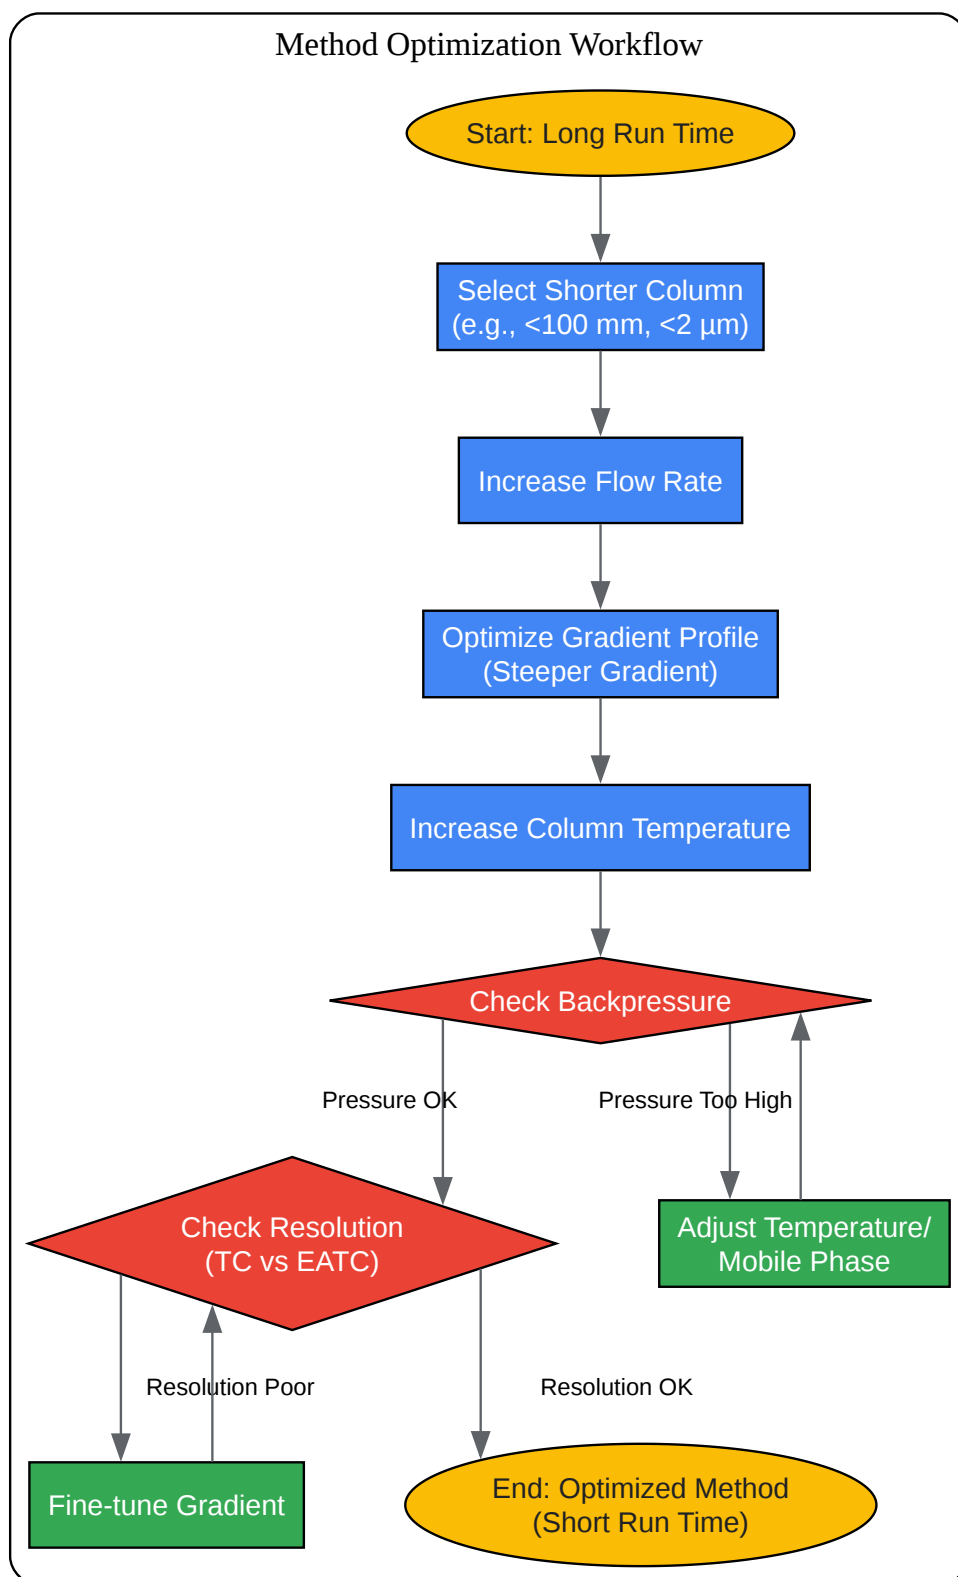 Method Optimization Workflow
Start: Long Run Time
Select Shorter Column
(e.g., <100 mm, <2 µm)
Increase Flow Rate
Optimize Gradient Profile
(Steeper Gradient)
Increase Column Temperature
Check Backpressure
Pressure OK
Pressure Too High
Check Resolution
(TC vs EATC)
Adjust Temperature/
Mobile Phase
Resolution Poor
Resolution OK
Fine-tune Gradient
End: Optimized Method
(Short Run Time)